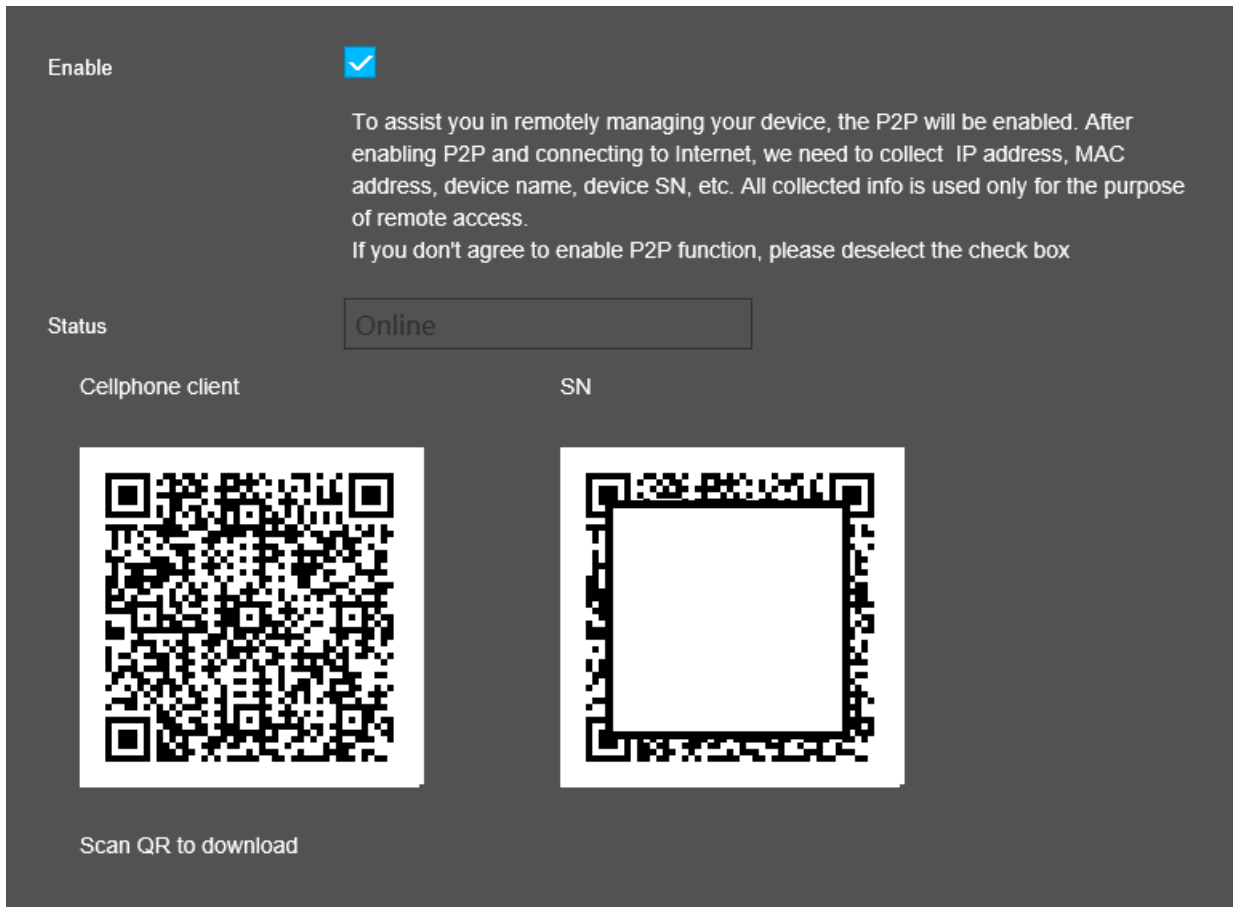 Enable
To assist you in remotely managing your device, the P2P will be enabled. After
enabling P2P and connecting to Internet, we need to collect  IP address, MAC
address, device name, device SN, etc. All collected info is used only for the purpose
of remote access.
If you don't agree to enable P2P function, please deselect the check box
Status
Online
Cellphone client
SN
Scan QR to download